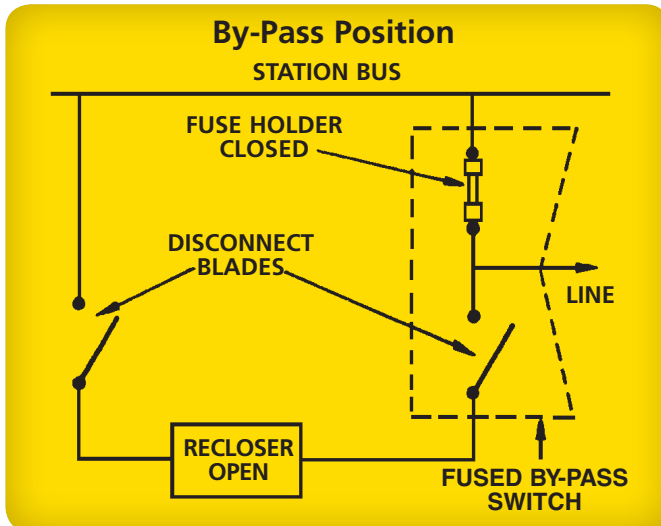 By-Pass Position
STATION BUS
FUSE HOLDER
CLOSED
DISCONNECT
BLADES
LINE
RECLOSER
OPEN
FUSED BY-PASS
SWITCH